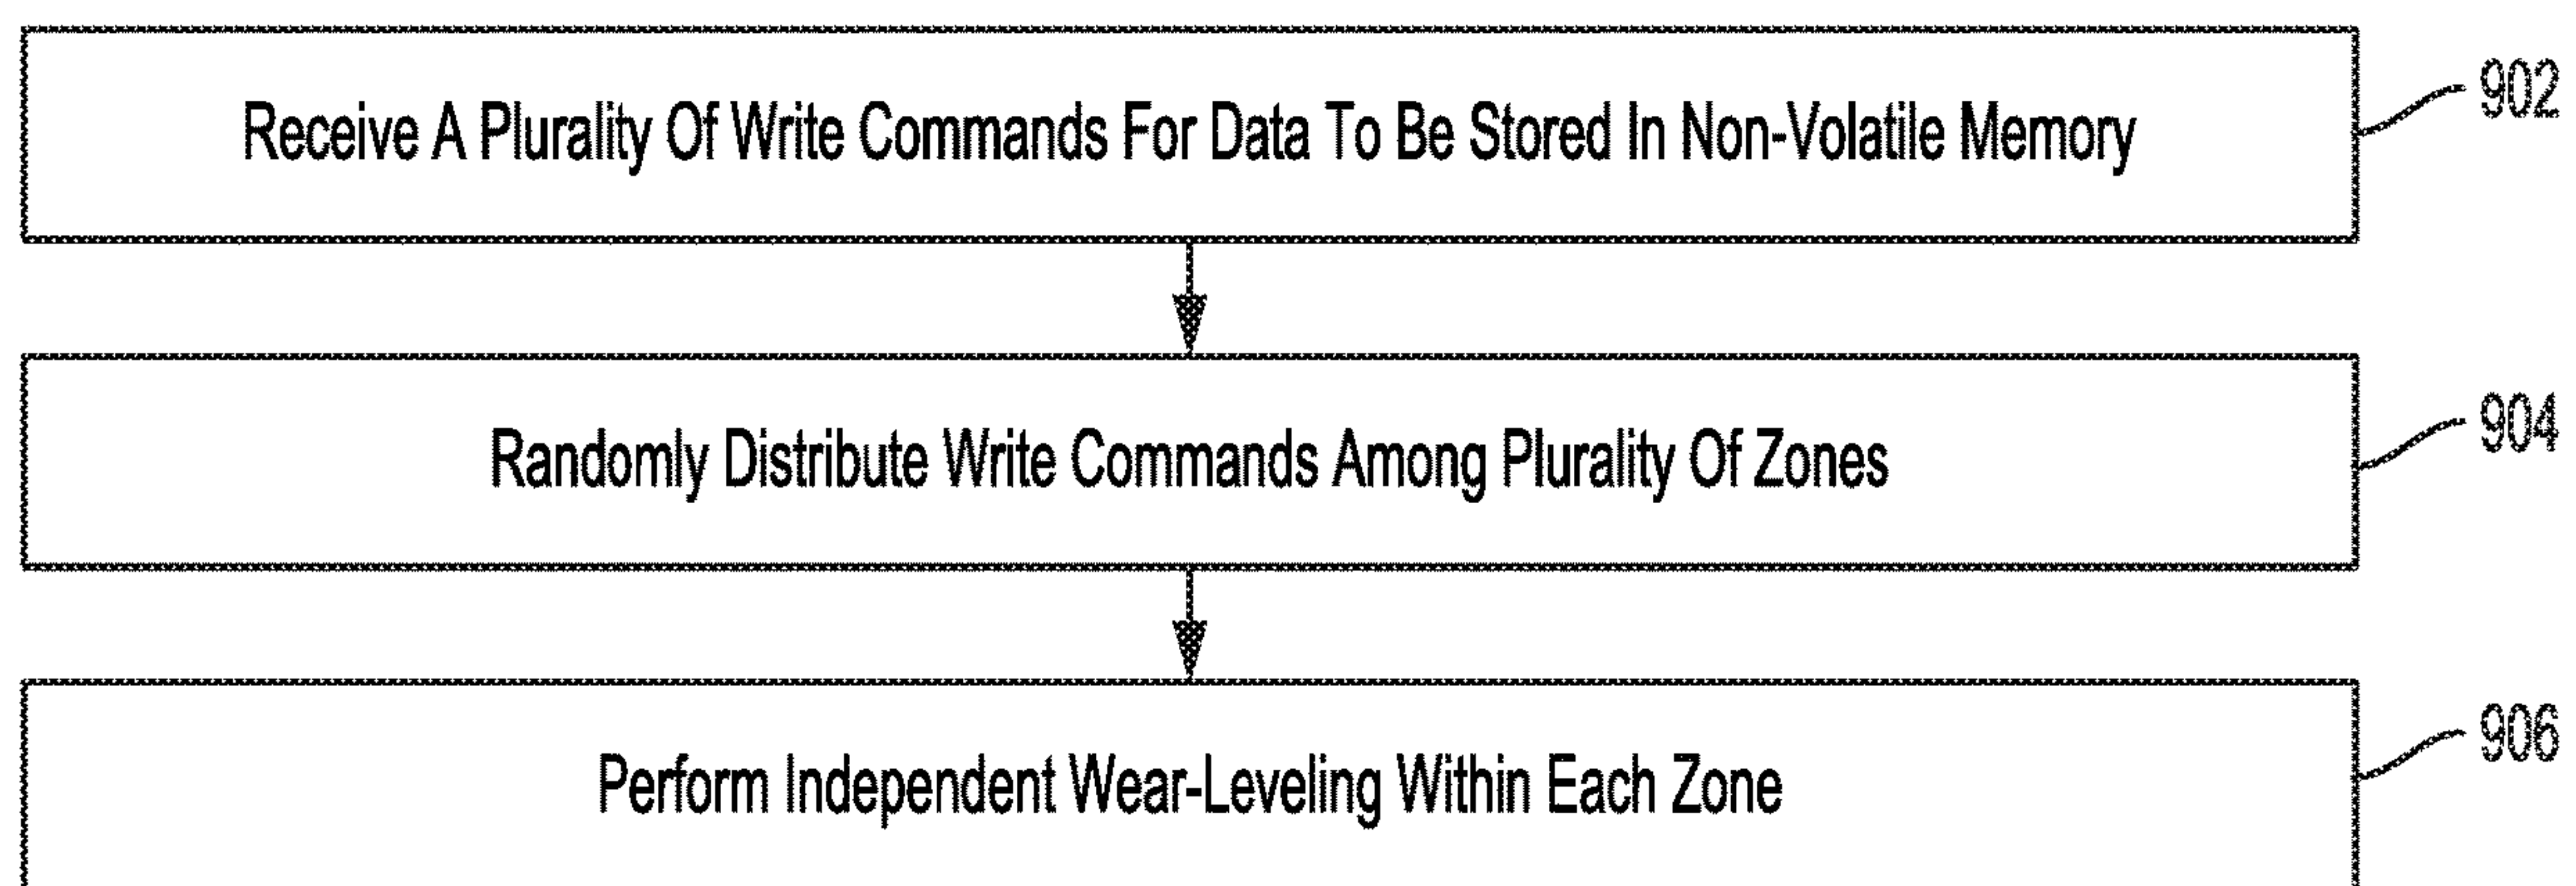 Receive A Plurality Of Write Commands For Data To Be Stored In Non-Volatile Memory
902
Randomly Distribute Write Commands Among Plurality Of Zones
904
Perform Independent Wear-Leveling Within Each Zone
906